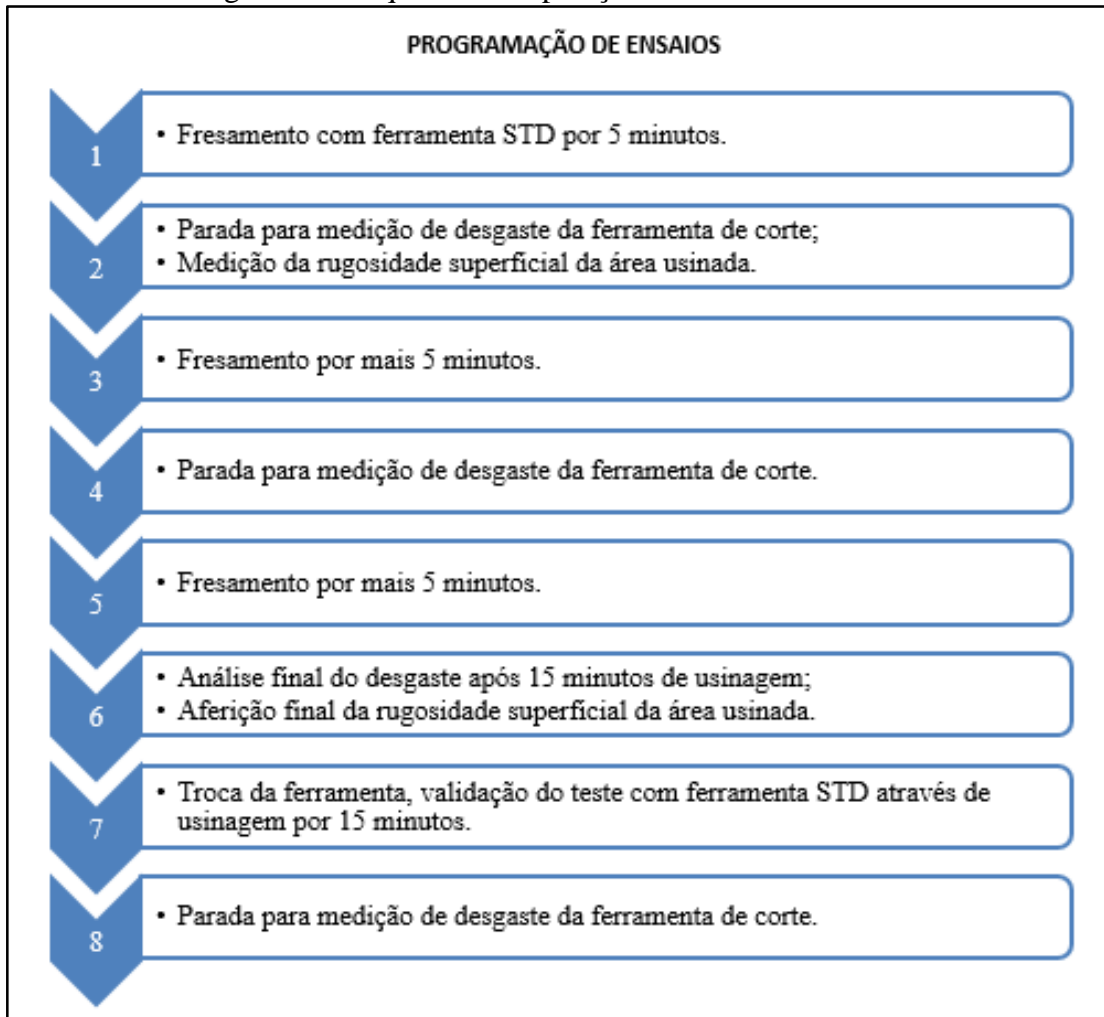 PROGRAMAÇÃO DE ENSAIOS
1
• Fresamento com ferramenta STD por 5 minutos.
2
• Parada para medição de desgaste da ferramenta de corte;
• Medição da rugosidade superficial da área usinada.
3
• Fresamento por mais 5 minutos.
4
• Parada para medição de desgaste da ferramenta de corte.
5
• Fresamento por mais 5 minutos.
6
• Análise final do desgaste após 15 minutos de usinagem;
• Aferição final da rugosidade superficial da área usinada.
7
• Troca da ferramenta, validação do teste com ferramenta STD através de
usinagem por 15 minutos.
8
• Parada para medição de desgaste da ferramenta de corte.